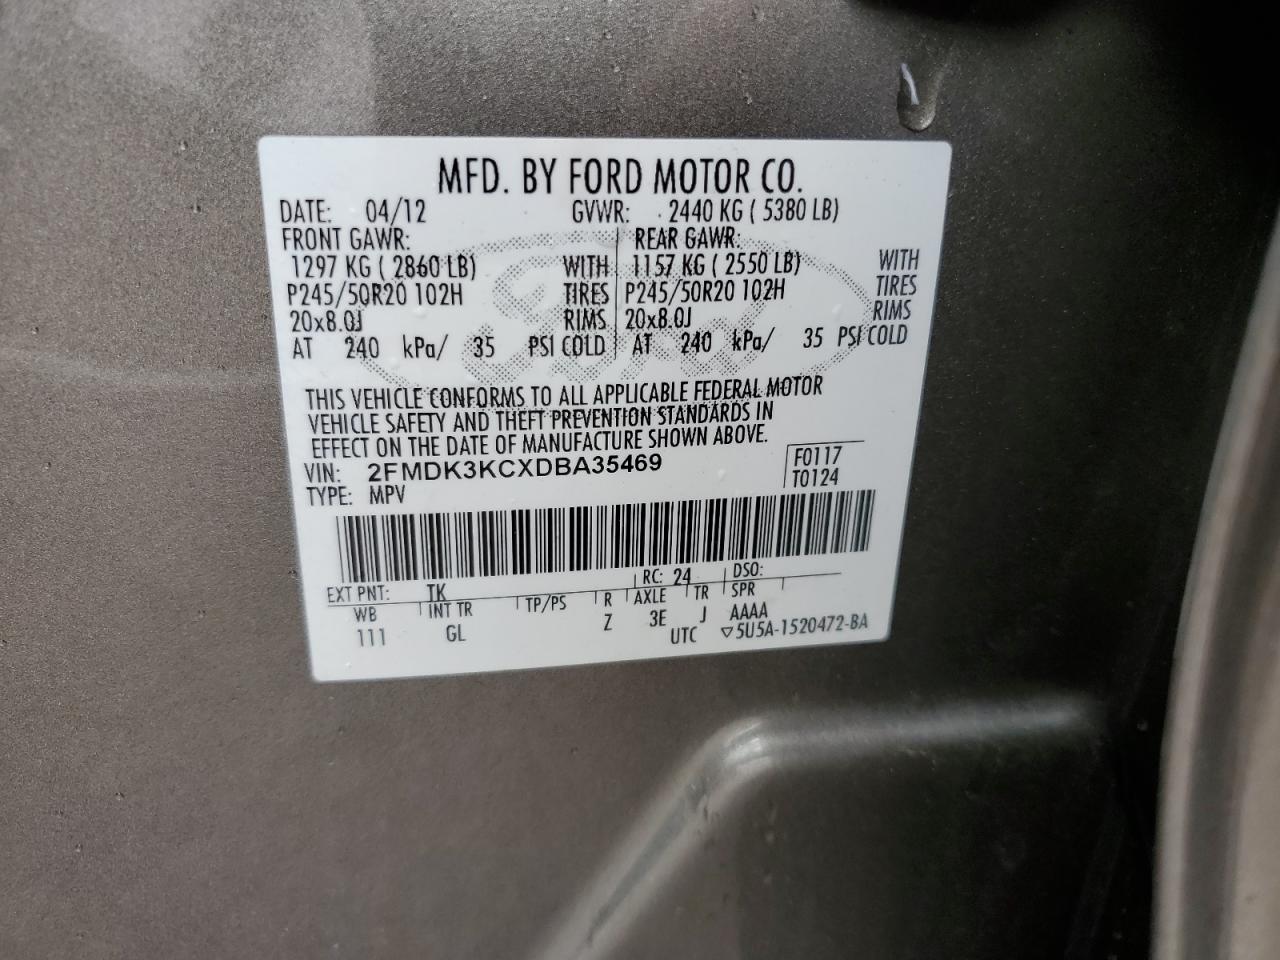 MFD. BY FORD MOTOR CO.
DATE: 04/12 GVWR: 2440 KG ( 5380 LB)
FRONT GAWR: REAR GAWR:
1297 KG ( 2860 LB) WITH 1157 KG ( 2550 LB) WITH
P245/50R20 102H TIRES P245/50R20 102H TIRES
20x8.0J RIMS 20x8.0J RIMS
AT 240 kPa/ 35 PSI COLD AT 240 kPa/ 35 PSI COLD
THIS VEHICLE CONFORMS TO ALL APPLICABLE FEDERAL MOTOR
VEHICLE SAFETY AND THEFT PREVENTION STANDARDS IN
EFFECT ON THE DATE OF MANUFACTURE SHOWN ABOVE.
VIN: 2FMDK3KCXDBA35469 F0117
TYPE: MPV T0124
EXT PNT: TK RC: 24 DSO:
WB INT TR TP/PS R AXLE TR SPR
111 GL Z 3E J AAAA
UTC ▽5U5A-1520472-BA